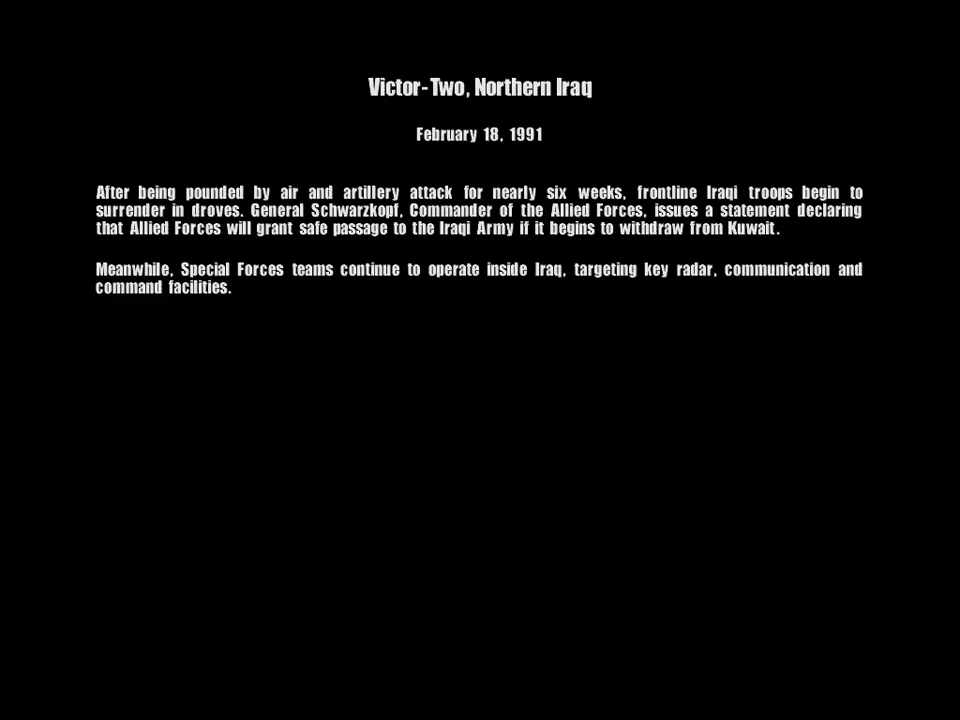 Victor-Two, Northern Iraq
February 18, 1991
After being pounded by air and artillery attack for nearly six weeks, frontline Iraqi troops begin to
surrender in droves. General Schwarzkopf, Commander of the Allied Forces, issues a statement declaring
that Allied Forces will grant safe passage to the Iraqi Army if it begins to withdraw from Kuwait.
Meanwhile, Special Forces teams continue to operate inside Iraq, targeting key radar, communication and
command facilities.